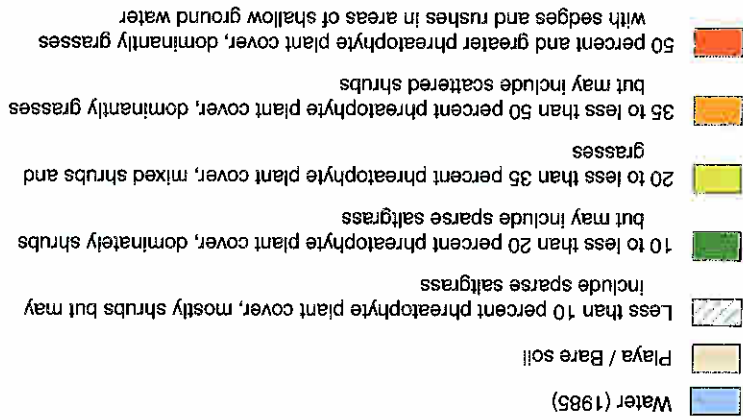 Water (1985)
Playa / Bare soil
Less than 10 percent phreatophyte plant cover, mostly shrubs but may
include sparse saltgrass
10 to less than 20 percent phreatophyte plant cover, dominately shrubs
but may include sparse saltgrass
20 to less than 35 percent phreatophyte plant cover, mixed shrubs and
grasses
35 to less than 50 percent phreatophyte plant cover, dominantly grasses
but may include scattered shrubs
50 percent and greater phreatophyte plant cover, dominantly grasses
with sedges and rushes in areas of shallow ground water